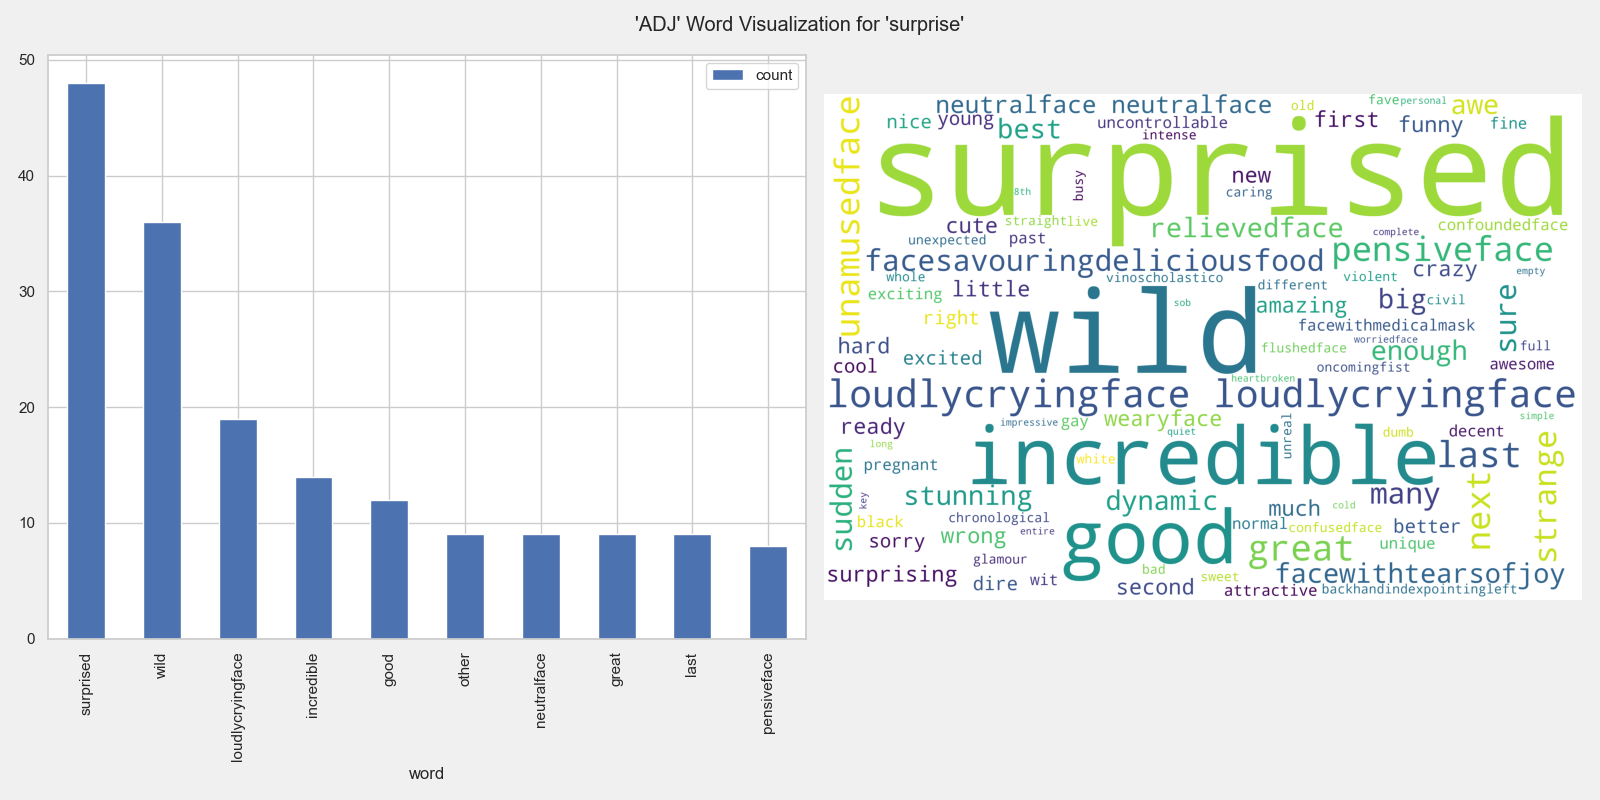 'ADJ' Word Visualization for 'surprise'
50
40
30
20
10
0
count
surprised
wild
loudlycryingface
incredible
good
other
neutralface
great
last
pensiveface
word
unamusedface
neutralface neutralface
old
fave
personal
awe
nice
young
best
uncontrollable
intense
first
funny
fine
surprised
8th
busy
new
caring
cute
straightlive
relievedface
confoundedface
unexpected
past
complete
pensiveface
facesavouringdeliciousfood
crazy
empty
whole
vinoscholastico
different
violent
exciting
little
sob
amazing
big
civil
sure
right
wild
facewithmedicalmask
worriedface
hard
excited
flushedface
enough
full
cool
oncomingfist
awesome
heartbroken
loudlycryingface loudlycryingface
ready
impressive
gay
wearyface
simple
long
quiet
unreal
dumb
decent
incredible
last
pregnant
white
sudden
key
stunning
dynamic
much
many
cold
next
strange
black
chronological
entire
good
normal
confusedface
better
sorry
wrong
great
unique
glamour
surprising
dire
wit
bad
second
sweet
facewithtearsofjoy
attractive
backhandindexpointingleft